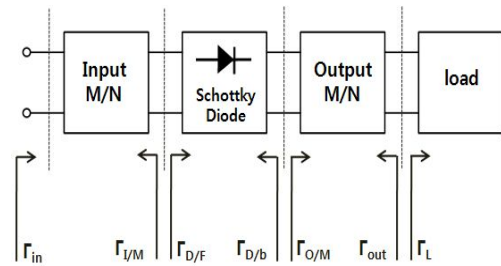 Input
M/N
Schottky
Diode
Output
M/N
load
Γin
ΓI/M
ΓD/F
ΓD/b
ΓO/M
Γout
ΓL